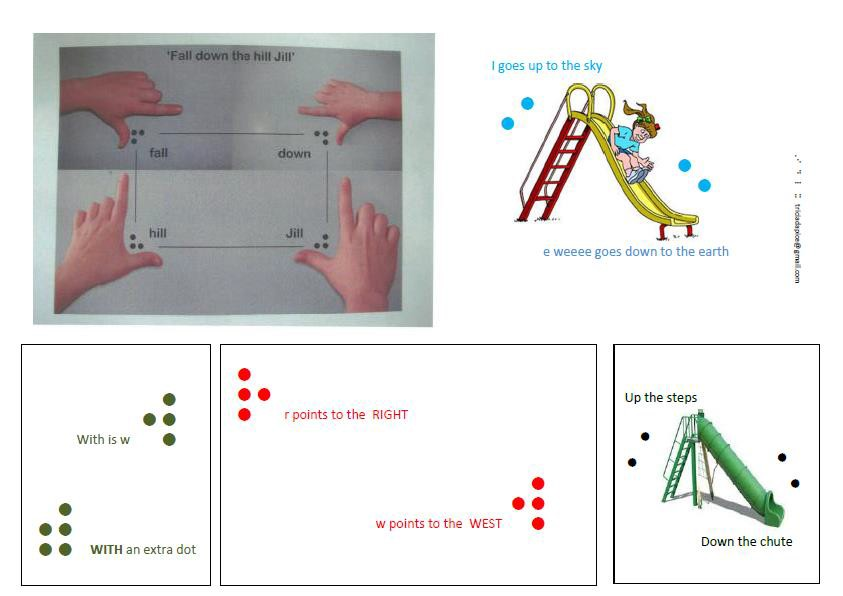 'Fall down the hill Jill'
fall
down
hill
Jill
I goes up to the sky
e weeee goes down to the earth
With is w
WITH an extra dot
r points to the RIGHT
w points to the WEST
Up the steps
Down the chute